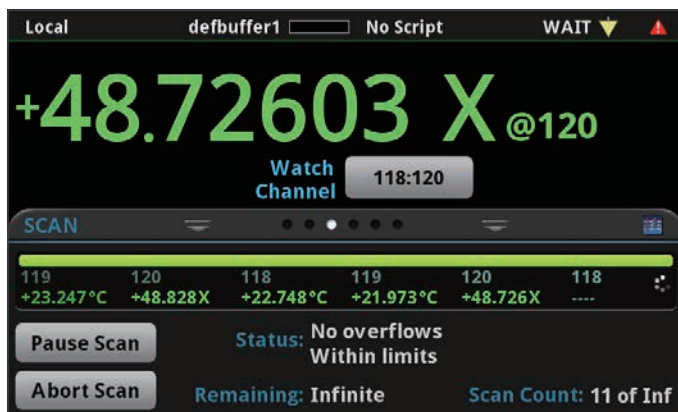 Local defbuffer1 No Script WAIT
+48.72603 X @120
Watch Channel 118:120
SCAN
119 120 118 119 120 118
+23.247°C +48.828X +22.748°C +21.973°C +48.726X ----
Pause Scan Status: No overflows
Within limits
Abort Scan Remaining: Infinite Scan Count: 11 of Inf